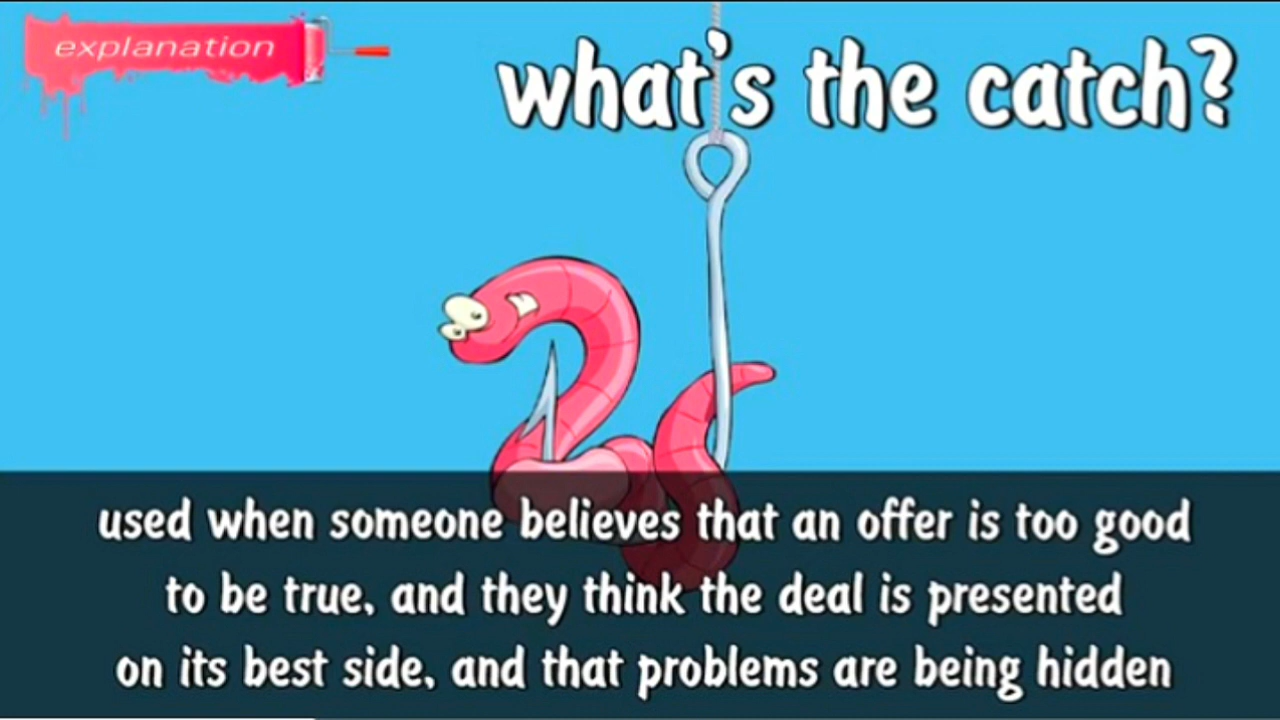 explanation
what's the catch?
used when someone believes that an offer is too good
to be true, and they think the deal is presented
on its best side, and that problems are being hidden